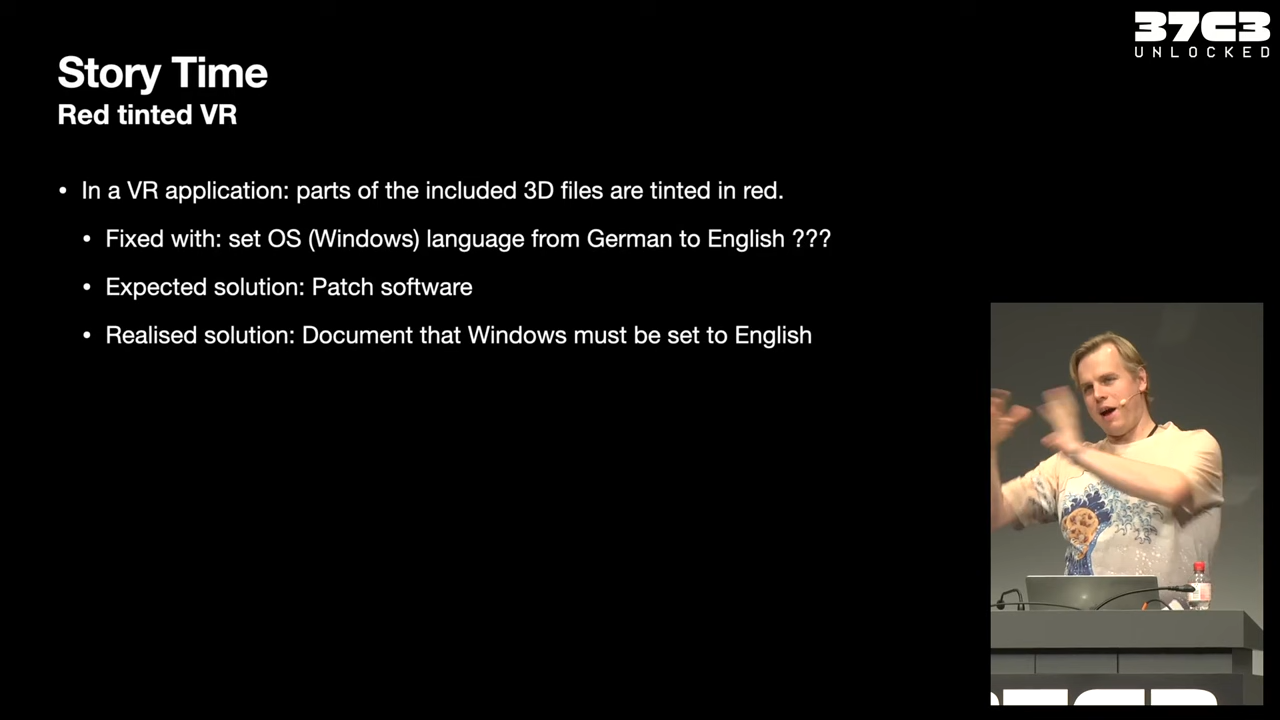 37C3
UNLOCKED
Story Time
Red tinted VR
• In a VR application: parts of the included 3D files are tinted in red.
• Fixed with: set OS (Windows) language from German to English ???
• Expected solution: Patch software
• Realised solution: Document that Windows must be set to English